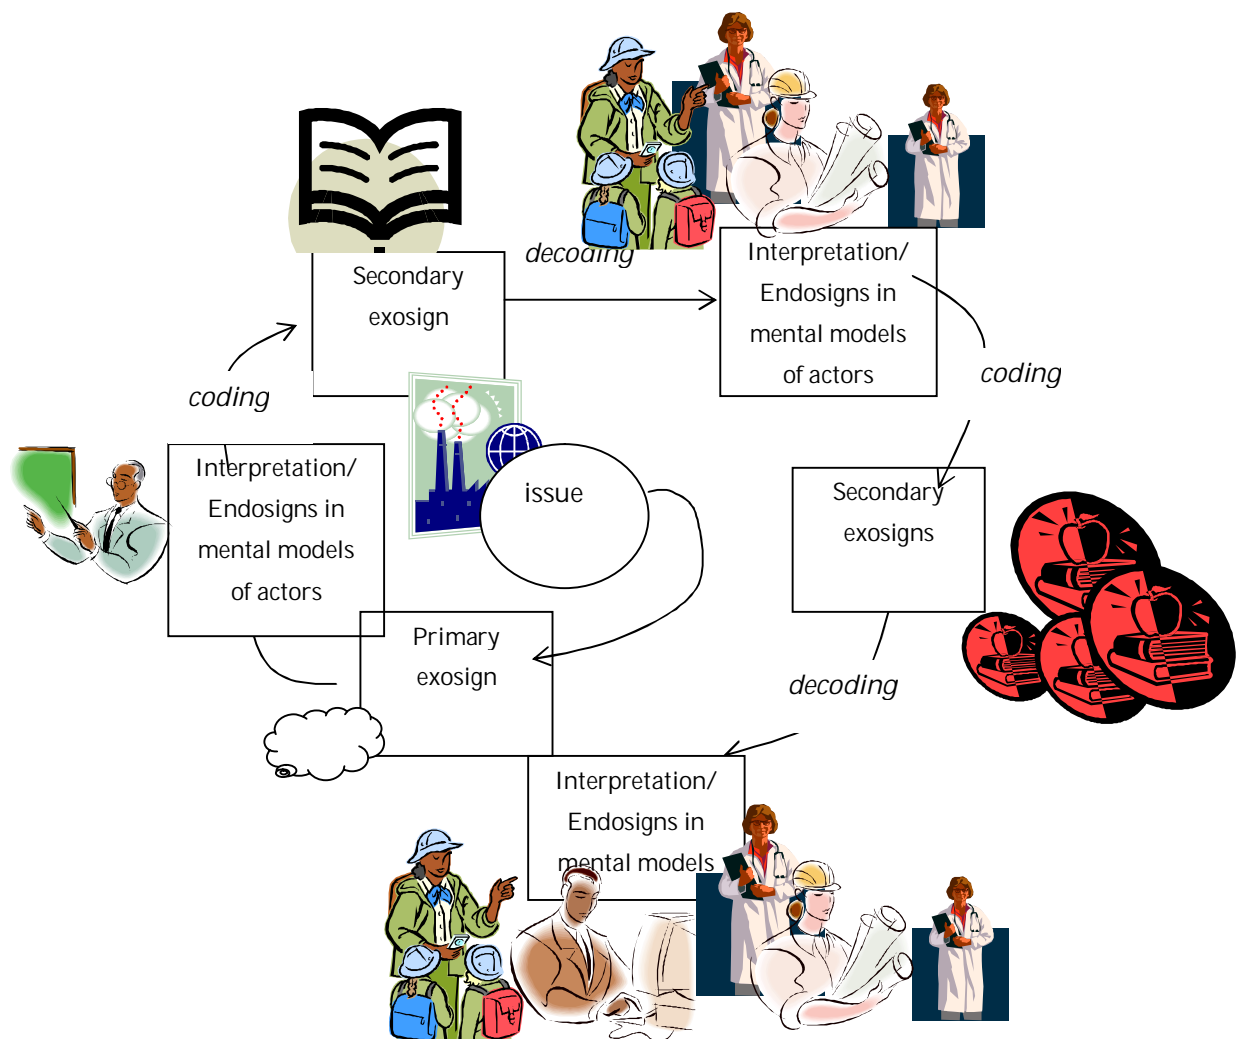 decoding
Secondary
exosign
Interpretation/
Endosigns in
mental models
of actors
coding
coding
Interpretation/
Endosigns in
mental models
of actors
issue
Secondary
exosigns
Primary
exosign
decoding
Interpretation/
Endosigns in
mental models